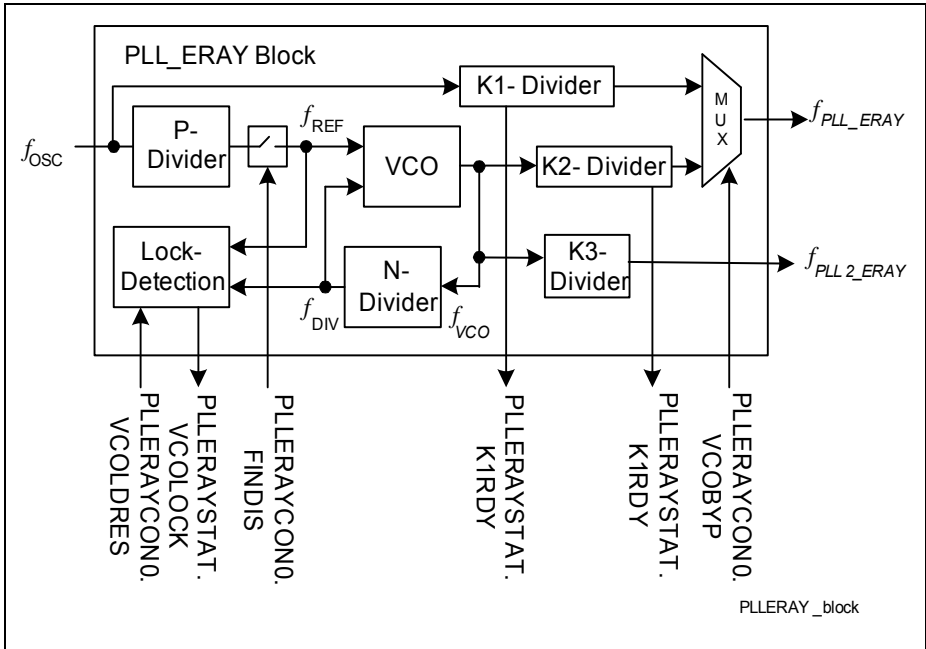 PLL_ERAY Block
K1- Divider
M
U
X
fPLL_ERAY
fOSC
P-
Divider
fREF
VCO
K2- Divider
Lock-
Detection
N-
Divider
K3-
Divider
fPLL2_ERAY
fDIV
fVCO
PLLERAYCON0.
VCOLDRES
PLLERAYSTAT.
VCOLOCK
PLLERAYCON0.
FINDIS
PLLERAYSTAT.
K1RDY
PLLERAYSTAT.
K1RDY
PLLERAYCON0.
VCOBYP
PLLERAY _block